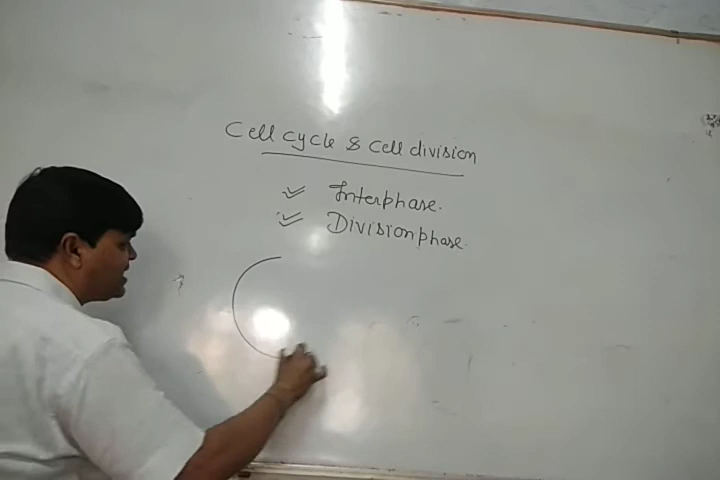 Cell cycle & Cell division
Interphase.
Division phase.